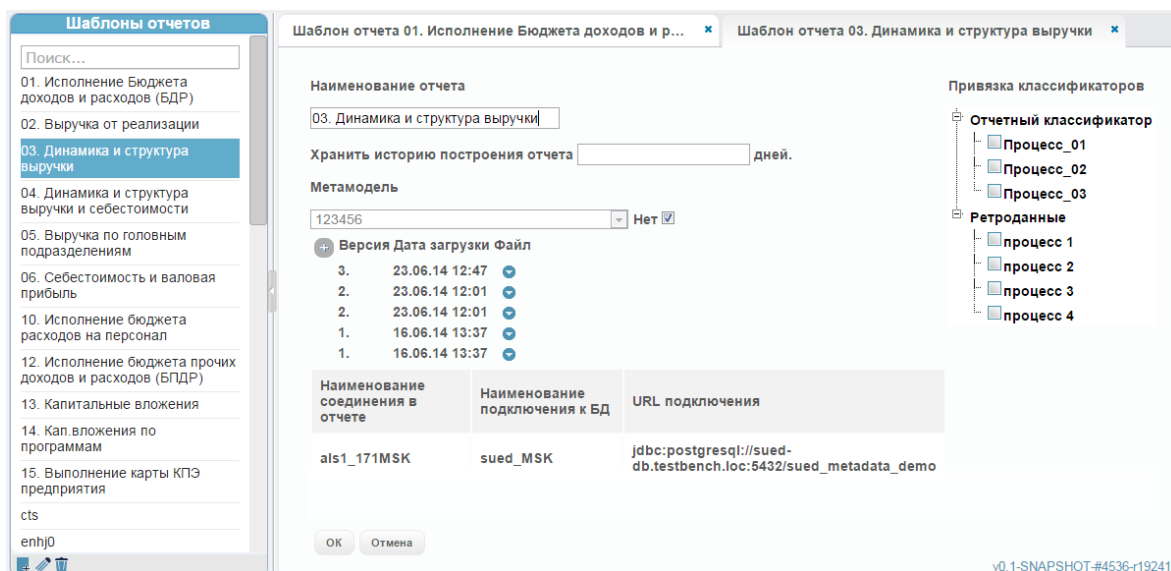 Шаблоны отчетов
Поиск...
01. Исполнение Бюджета
доходов и расходов (БДР)
02. Выручка от реализации
03. Динамика и структура
выручки
04. Динамика и структура
выручки и себестоимости
05. Выручка по головным
подразделениям
06. Себестоимость и валовая
прибыль
10. Исполнение бюджета
расходов на персонал
12. Исполнение бюджета прочих
доходов и расходов (БПДР)
13. Капитальные вложения
14. Кап.вложения по
программам
15. Выполнение карты КПЭ
предприятия
cts
enhj0
Шаблон отчета 01. Исполнение Бюджета доходов и р...
Шаблон отчета 03. Динамика и структура выручки
Наименование отчета
03. Динамика и структура выручки
Хранить историю построения отчета дней.
Метамодель
123456 Нет
Версия Дата загрузки Файл
3. 23.06.14 12:47
2. 23.06.14 12:01
2. 23.06.14 12:01
1. 16.06.14 13:37
1. 16.06.14 13:37
Наименование
соединения в
отчете
Наименование
подключения к БД
URL подключения
als1_171MSK
sued_MSK
jdbc:postgresql://sued-
db.testbench.loc:5432/sued_metadata_demo
ОК
Отмена
Привязка классификаторов
Отчетный классификатор
Процесс_01
Процесс_02
Процесс_03
Ретроданные
процесс 1
процесс 2
процесс 3
процесс 4
v0.1-SNAPSHOT-#4536-r19241